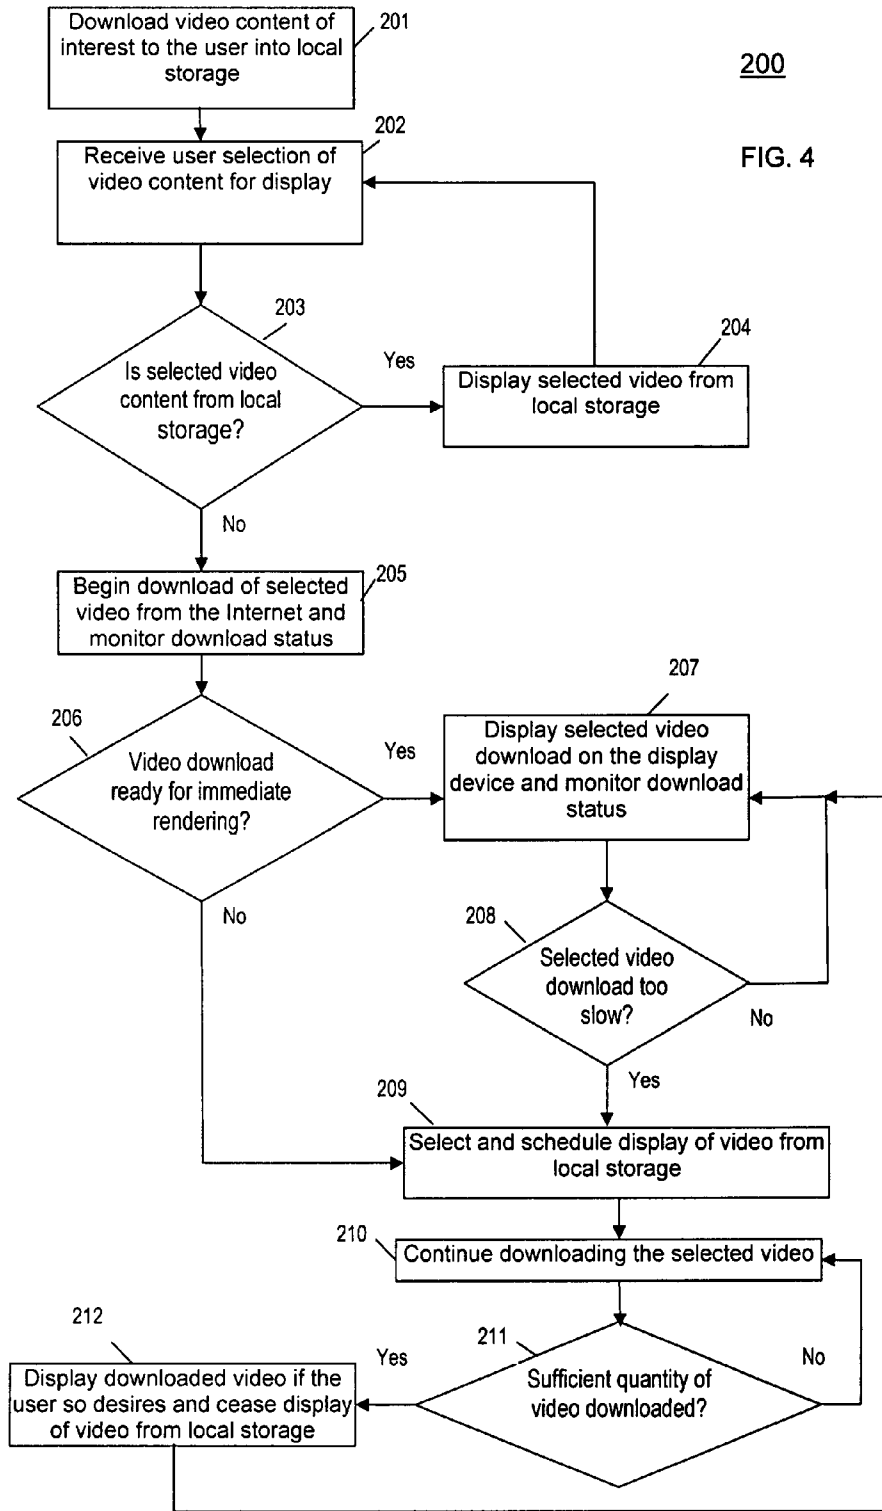 Download video content of
interest to the user into local
storage
201
200
FIG. 4
202
Receive user selection of
video content for display
203
Is selected video
content from local
storage?
Yes
204
Display selected video from
local storage
No
205
Begin download of selected
video from the Internet and
monitor download status
206
Video download
ready for immediate
rendering?
Yes
207
Display selected video
download on the display
device and monitor download
status
No
208
Selected video
download too
slow?
No
Yes
209
Select and schedule display of video from
local storage
210
Continue downloading the selected video
211
Sufficient quantity of
video downloaded?
No
Yes
212
Display downloaded video if the
user so desires and cease display
of video from local storage